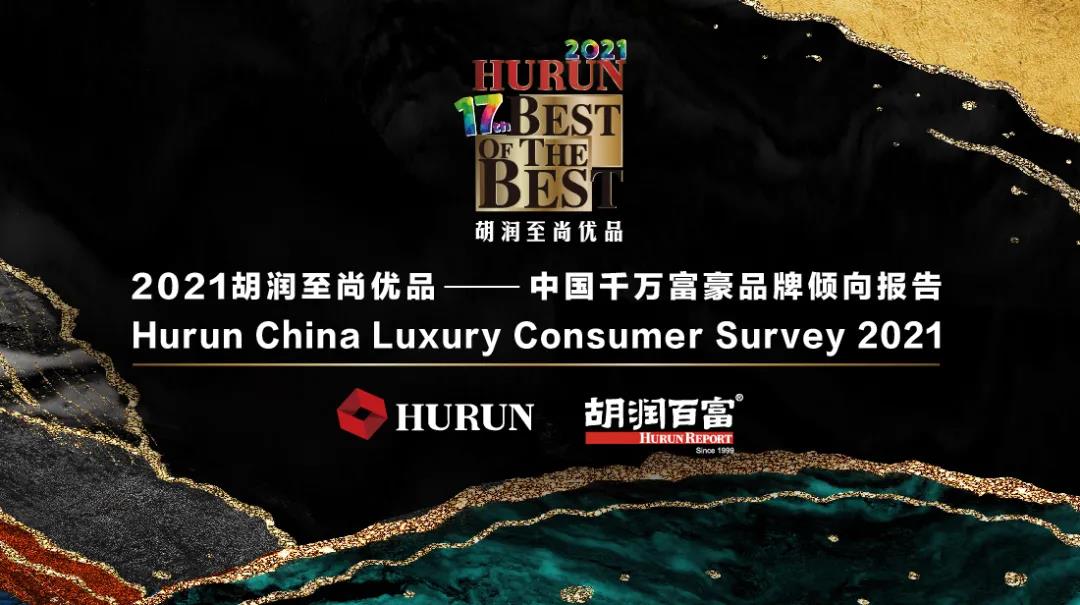 2021
HURUN
17th BEST
OF THE
BEST
胡润至尚优品
2021胡润至尚优品——中国千万富豪品牌倾向报告
Hurun China Luxury Consumer Survey 2021
HURUN
胡润百富®
HURUN REPORT
Since 1999